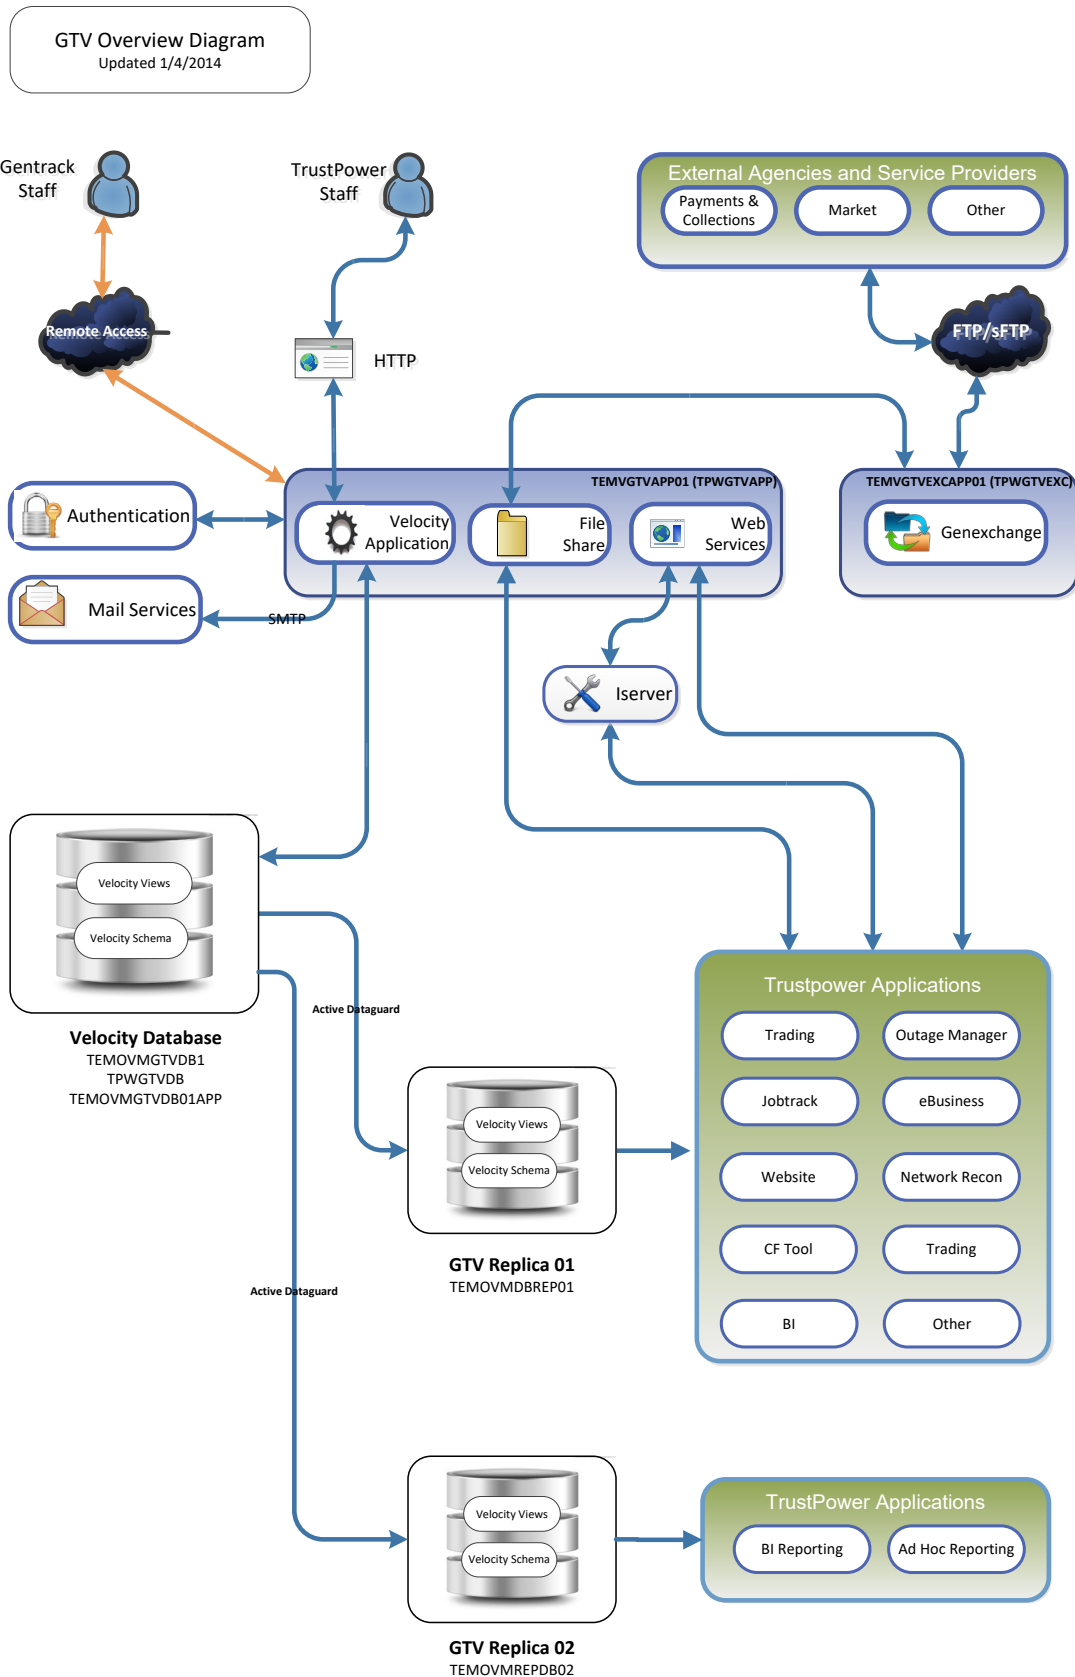 GTV Overview Diagram
Updated 1/4/2014
Gentrack
Staff
TrustPower
Staff
External Agencies and Service Providers
Payments &
Collections
Market
Other
Remote Access
HTTP
FTP/sFTP
TEMVGTVAPP01 (TPWGTVAPP)
TEMVGTVEXCAPP01 (TPWGTVEXC)
Authentication
Velocity
Application
File
Share
Web
Services
Genexchange
Mail Services
SMTP
Iserver
Velocity Views
Velocity Schema
Velocity Database
TEMOVMGTVDB1
TPWGTVDB
TEMOVMGTVDB01APP
Active Dataguard
Trustpower Applications
Trading
Outage Manager
Jobtrack
eBusiness
Website
Network Recon
CF Tool
Trading
BI
Other
Velocity Views
Velocity Schema
GTV Replica 01
TEMOVMDBREP01
Active Dataguard
Velocity Views
Velocity Schema
GTV Replica 02
TEMOVMREPDB02
TrustPower Applications
BI Reporting
Ad Hoc Reporting